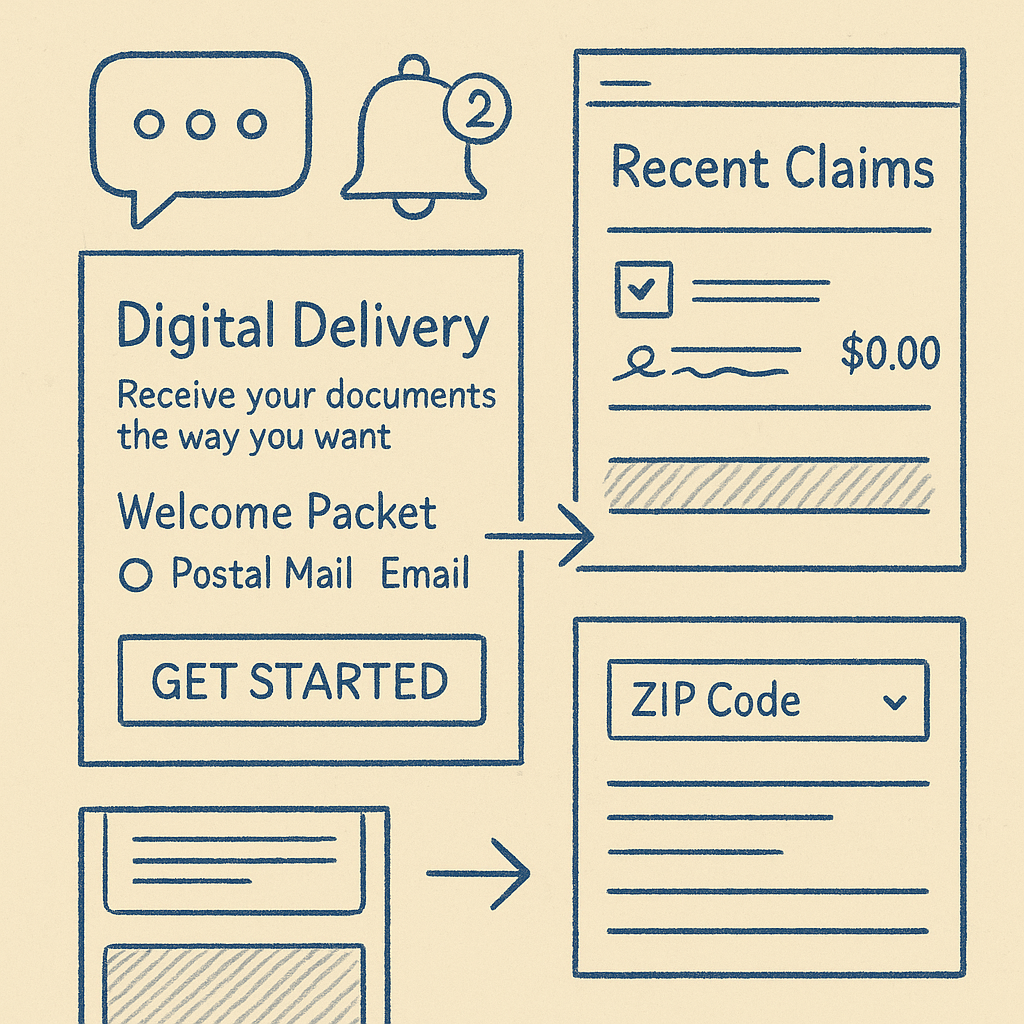 2
Digital Delivery
Receive your documents
the way you want
Welcome Packet
Postal Mail Email
GET STARTED
Recent Claims
$0.00
ZIP Code